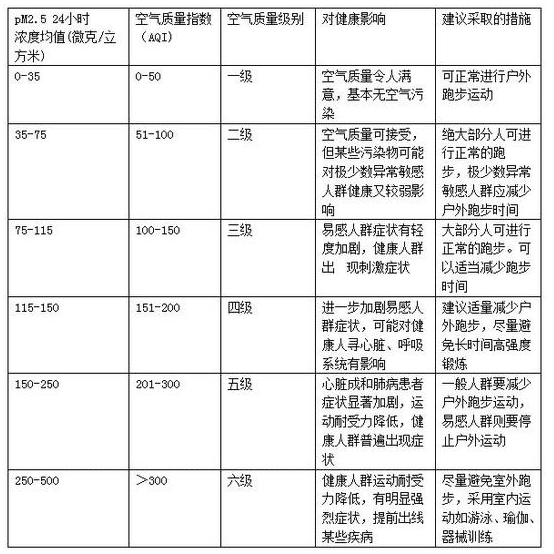 pM2.5 24小时
浓度均值(微克/立
方米)
空气质量指数
（AQI）
空气质量级别
对健康影响
建议采取的措施
0-35
0-50
一级
空气质量令人满
意，基本无空气污
染
可正常进行户外
跑步运动
35-75
51-100
二级
空气质量可接受，
但某些污染物可能
对极少数异常敏感
人群健康又较弱影
响
绝大部分人可进
行正常的跑
步，极少数异常
敏感人群应减少
户外跑步时间
75-115
100-150
三级
易感人群症状有轻
度加剧，健康人群
出 现刺激症状
大部分人可进行
正常的跑步。可
以适当减少跑步
时间
115-150
151-200
四级
进一步加剧易感人
群症状，可能对健
康人寻心脏、呼吸
系统有影响
建议适量减少户
外跑步，尽量避
免长时间高强度
锻炼
150-250
201-300
五级
心脏成和肺病患者
症状显著加剧，运
动耐受力降低，健
康人群普遍出现症
状
一般人群要减少
户外跑步运动，
易感人群则要停
止户外运动
250-500
＞300
六级
健康人群运动耐受
力降低，有明显强
烈症状，提前出线
某些疾病
尽量避免室外跑
步，采用室内运
动如游泳、瑜伽、
器械训练